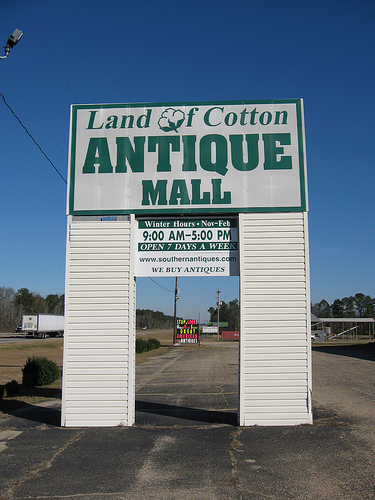 Land Of Cotton
ANTIQUE
MALL
Winter Hours • Nov-Feb
9:00 AM-5:00 PM
OPEN 7 DAYS A WEEK
www.southernantiques.com
WE BUY ANTIQUES